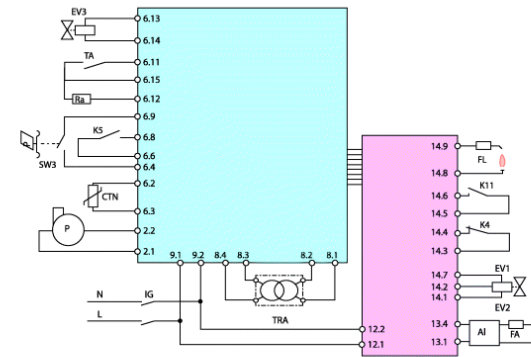 EV3
6.13
6.14
TA
6.11
6.15
Ra
6.12
6.9
K5
6.8
P
6.6
SW3
6.4
6.2
CTN
6.3
P
2.2
2.1
9.1 9.2 8.4 8.3 8.2 8.1
N IG
L
TRA
12.2
12.1
14.9
FL
14.8
K11
14.6
14.5
K4
14.4
14.3
EV1
14.7
14.2
14.1
EV2
13.4
AI
FA
13.1